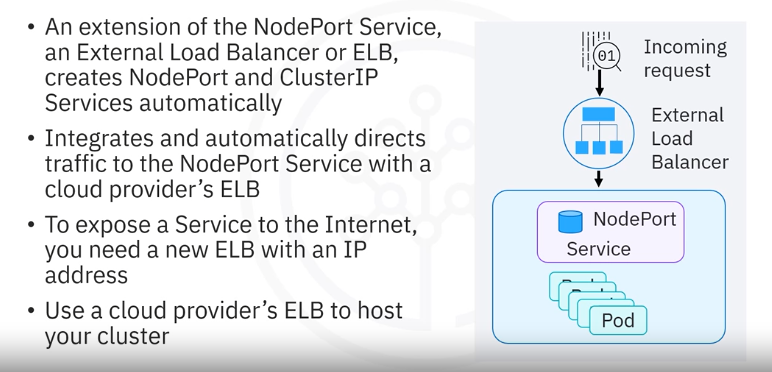 • An extension of the NodePort Service,
an External Load Balancer or ELB,
creates NodePort and ClusterIP
Services automatically
• Integrates and automatically directs
traffic to the NodePort Service with a
cloud provider’s ELB
• To expose a Service to the Internet,
you need a new ELB with an IP
address
• Use a cloud provider’s ELB to host
your cluster
01
Incoming
request
External
Load
Balancer
NodePort
Service
Pod